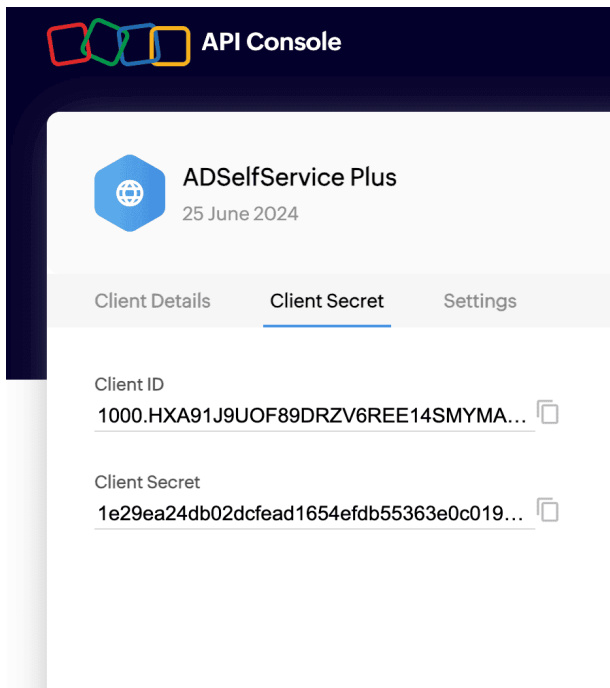 API Console
ADSelfService Plus
25 June 2024
Client Details Client Secret Settings
Client ID
1000.HXA91J9UOF89DRZV6REE14SMYMA...
Client Secret
1e29ea24db02dcfead1654efdb55363e0c019...